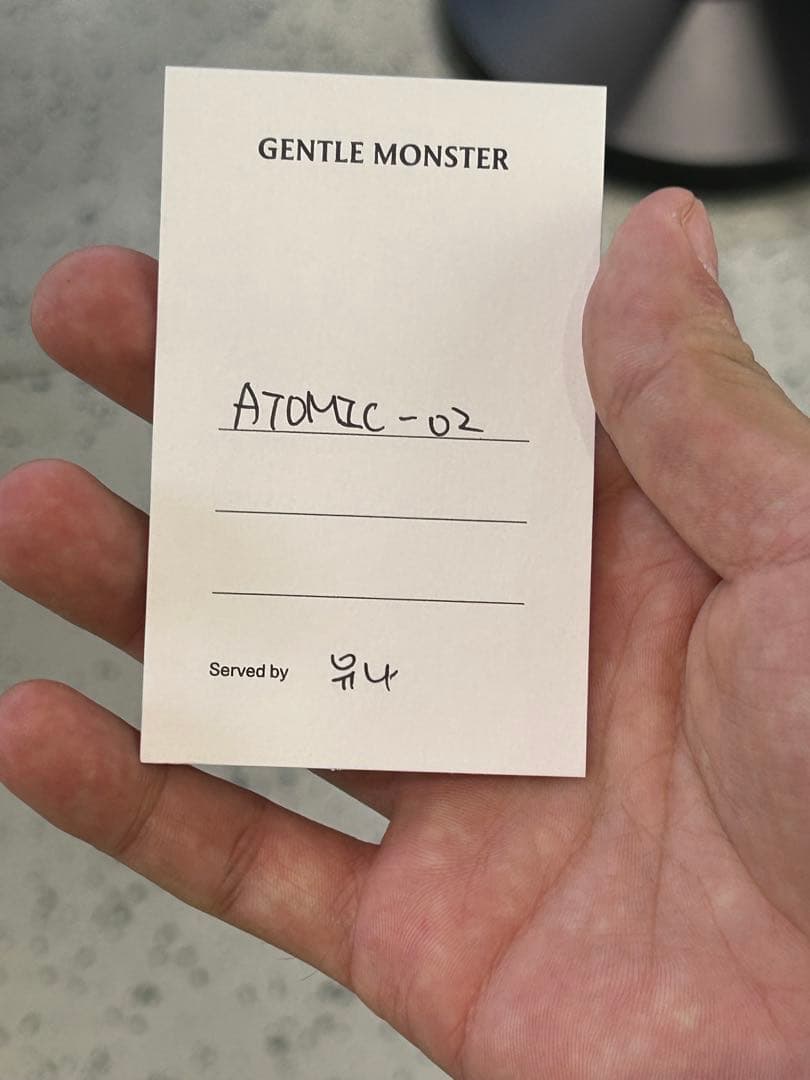 GENTLE MONSTER
ATOMIC - 02
Served by 유나